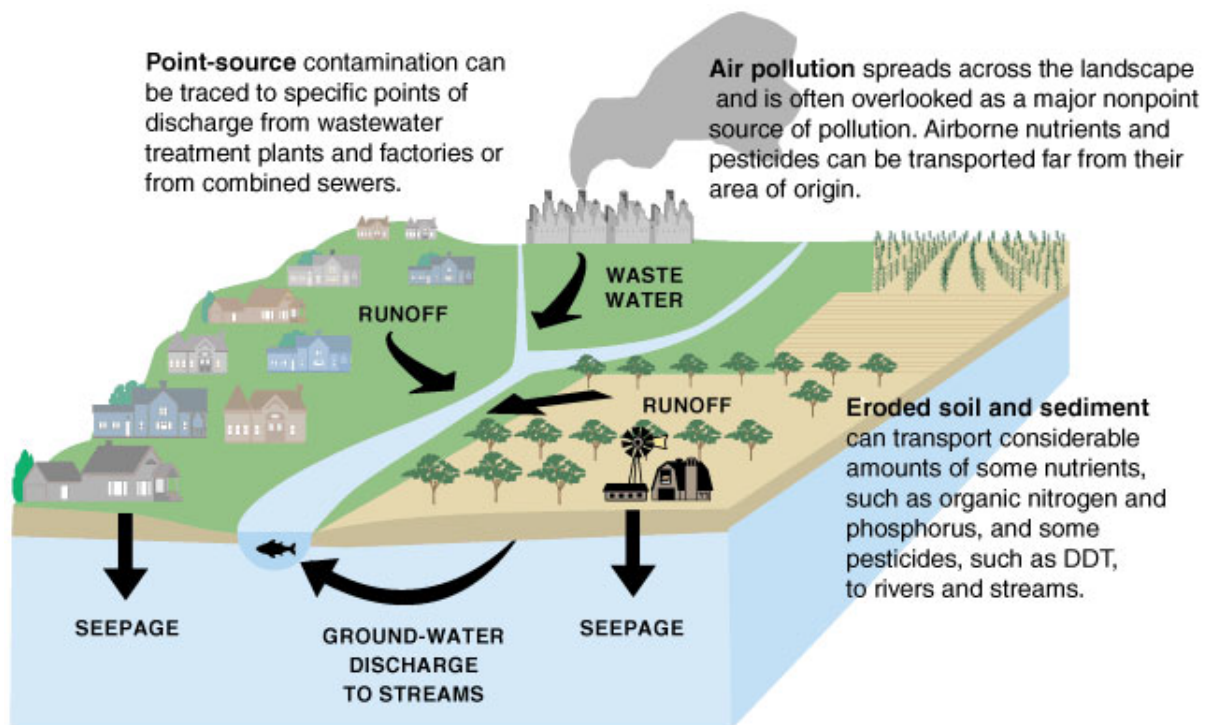 Point-source contamination can
be traced to specific points of
discharge from wastewater
treatment plants and factories or
from combined sewers.
Air pollution spreads across the landscape
and is often overlooked as a major nonpoint
source of pollution. Airborne nutrients and
pesticides can be transported far from their
area of origin.
WASTE
WATER
RUNOFF
RUNOFF
Eroded soil and sediment
can transport considerable
amounts of some nutrients,
such as organic nitrogen and
phosphorus, and some
pesticides, such as DDT,
to rivers and streams.
SEEPAGE
GROUND-WATER
DISCHARGE
TO STREAMS
SEEPAGE